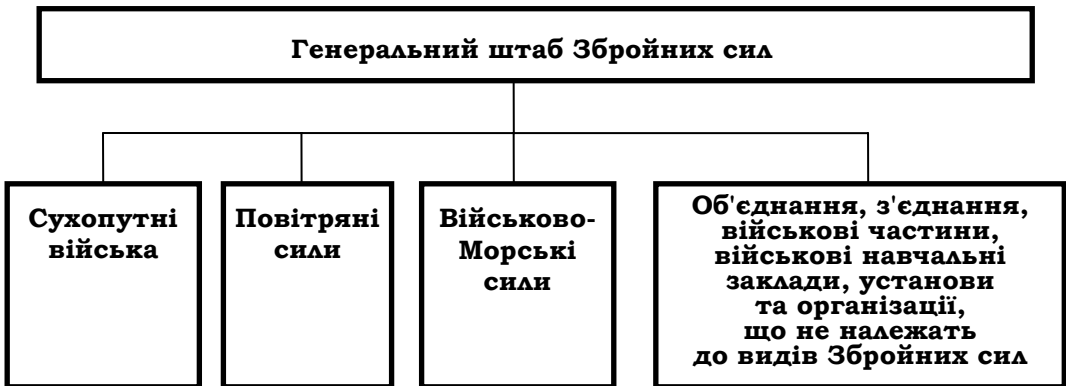 Генеральний штаб Збройних сил
Сухопутні
війська
Повітряні
сили
Військово-
Морські
сили
Об'єднання, з'єднання,
військові частини,
військові навчальні
заклади, установи
та організації,
що не належать
до видів Збройних сил